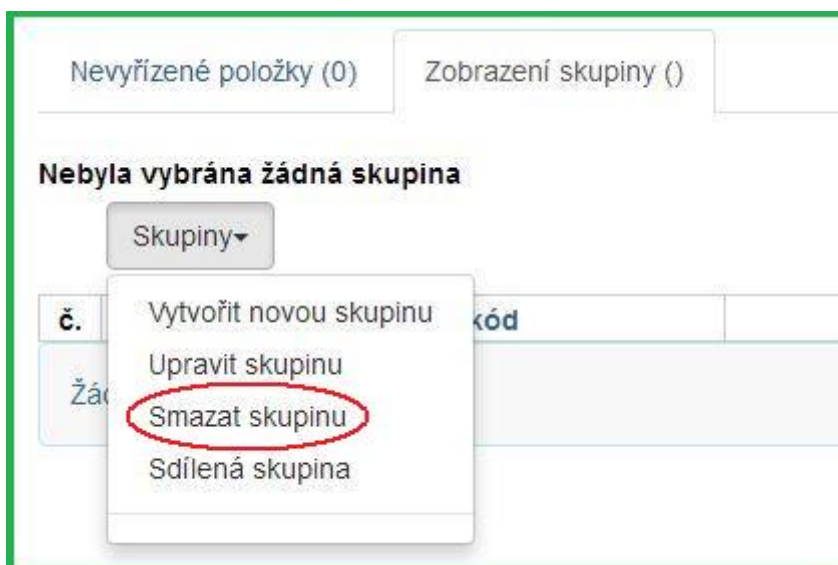 Nevyřízené položky (0) Zobrazení skupiny ()
Nebyla vybrána žádná skupina
Skupiny
č. kód
Vytvořit novou skupinu
Upravit skupinu
Smazat skupinu
Sdílená skupina